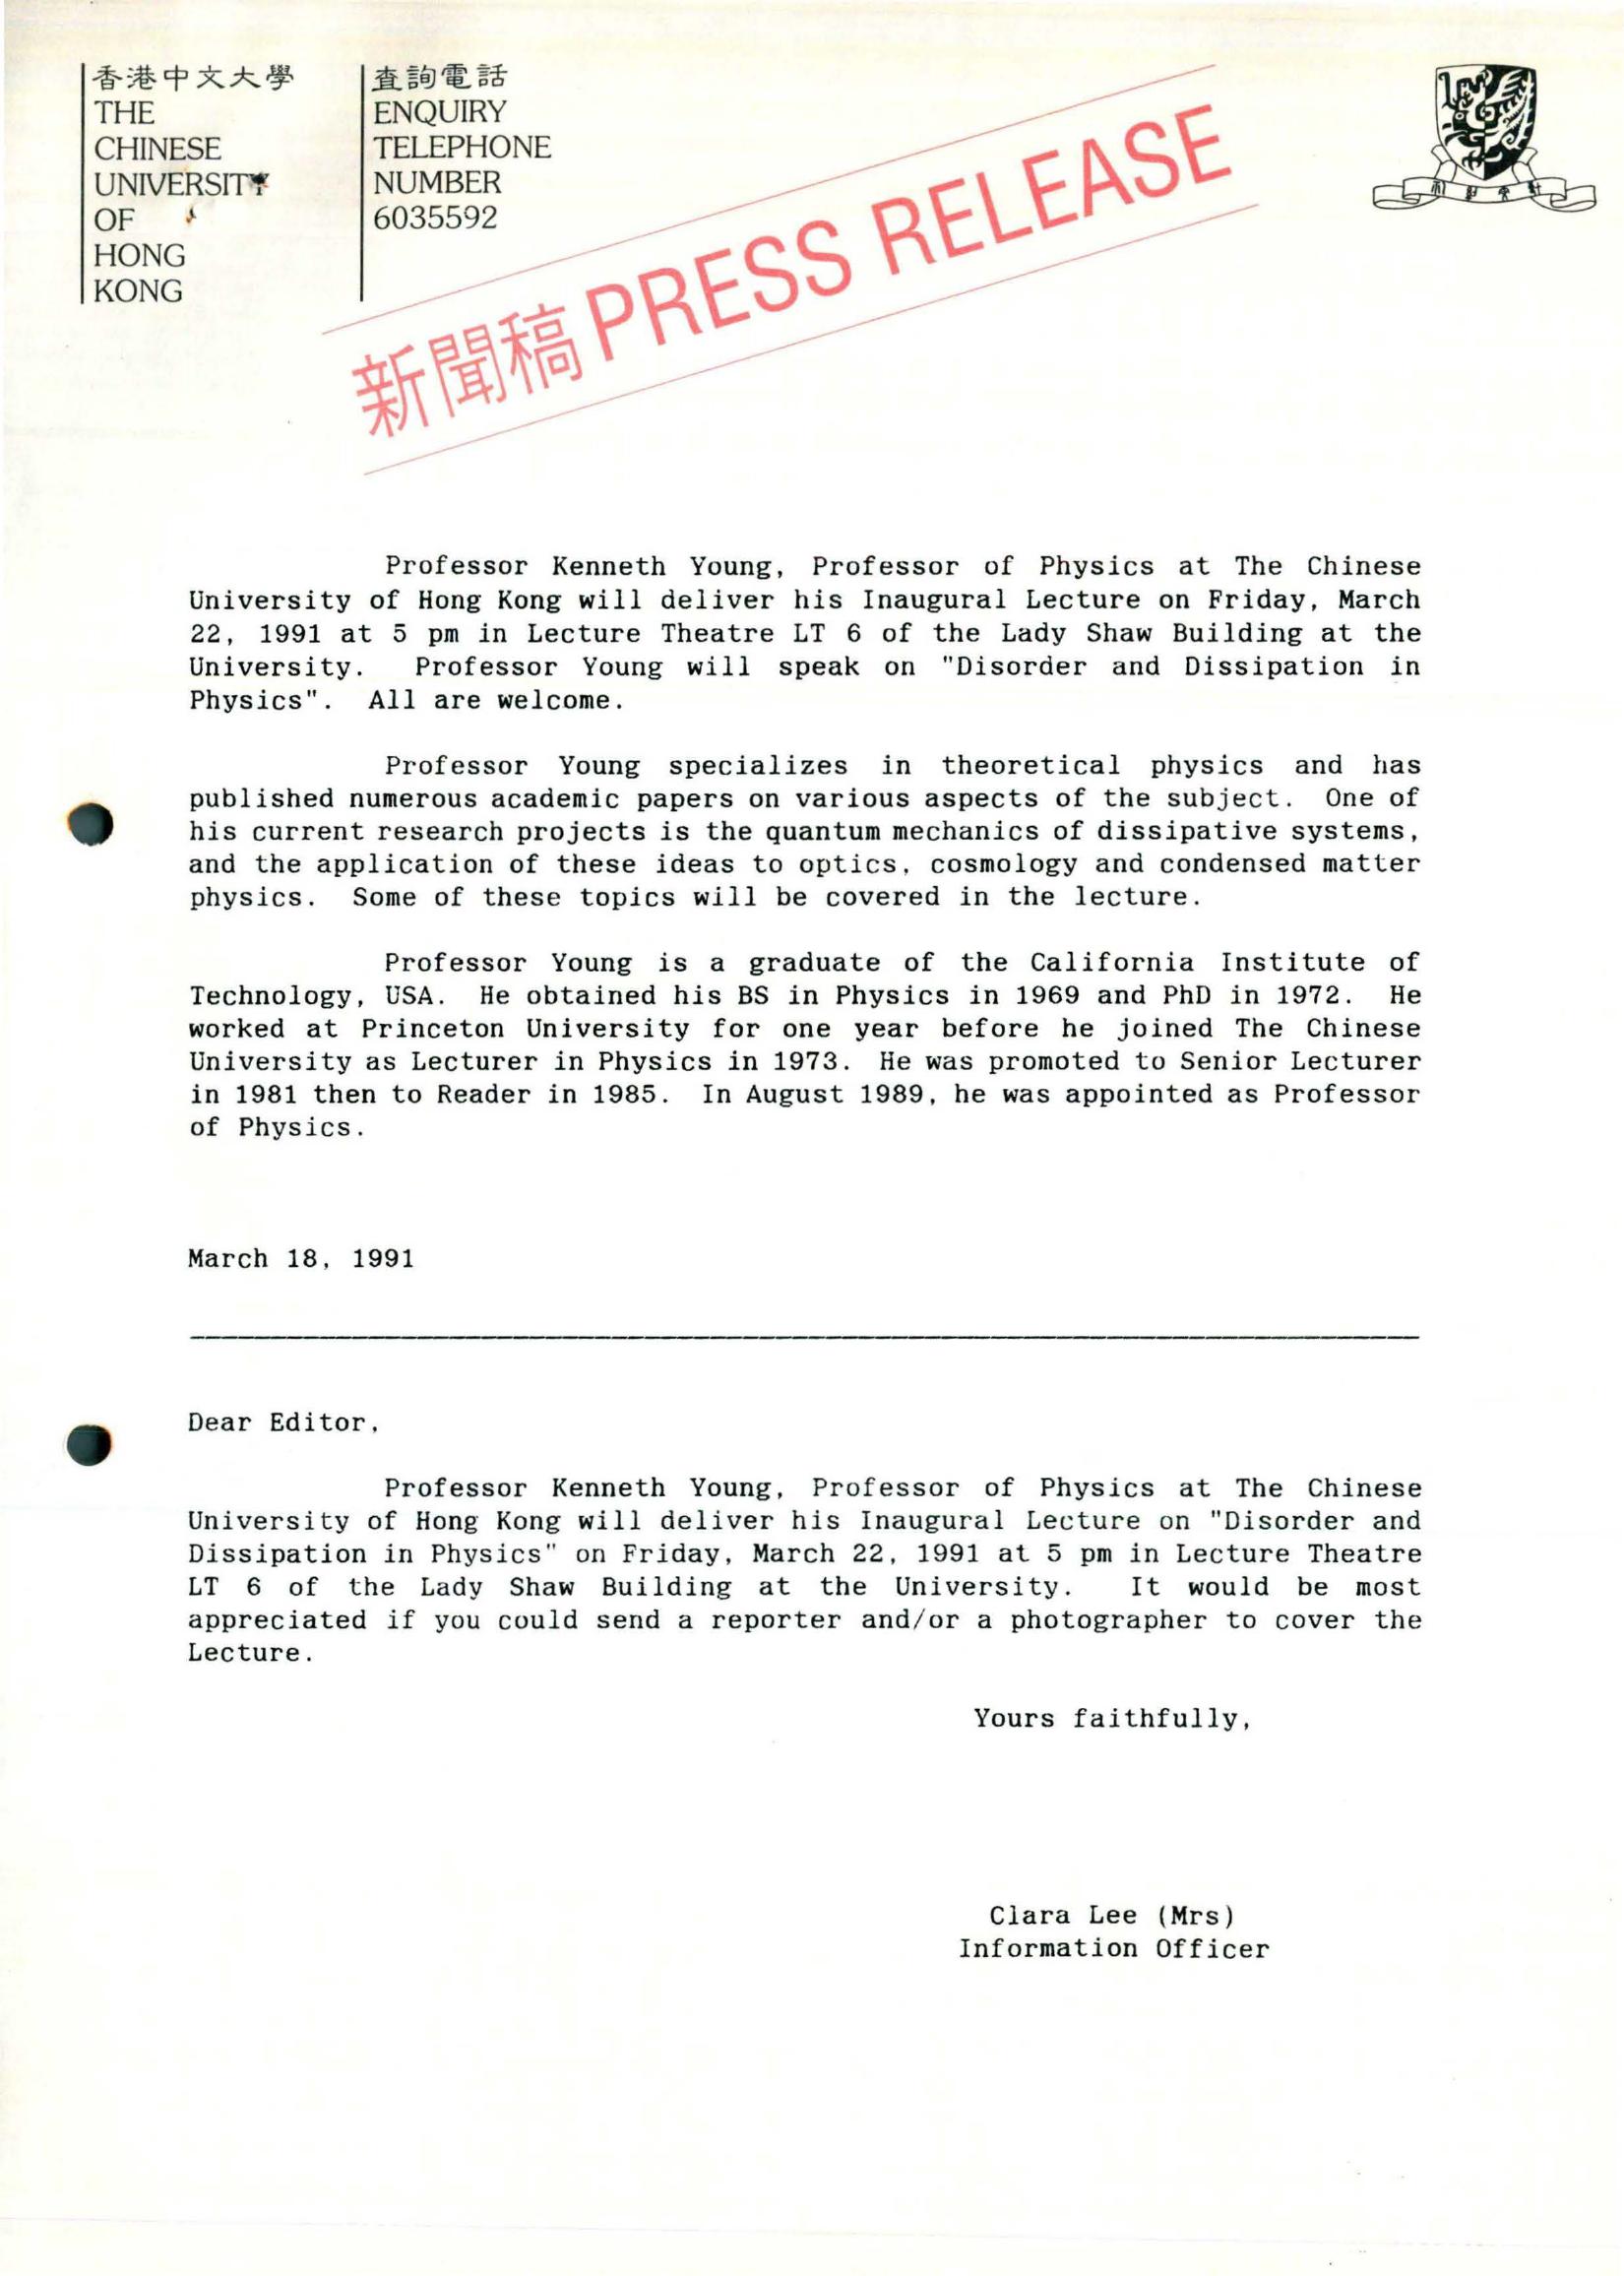 香港中文大學
THE
CHINESE
UNIVERSITY
OF
HONG
KONG
查詢電話
ENQUIRY
TELEPHONE
NUMBER
6035592
新聞稿 PRESS RELEASE
Professor Kenneth Young, Professor of Physics at The Chinese
University of Hong Kong will deliver his Inaugural Lecture on Friday, March
22, 1991 at 5 pm in Lecture Theatre LT 6 of the Lady Shaw Building at the
University. Professor Young will speak on "Disorder and Dissipation in
Physics". All are welcome.
Professor Young specializes in theoretical physics and has
published numerous academic papers on various aspects of the subject. One of
his current research projects is the quantum mechanics of dissipative systems,
and the application of these ideas to optics, cosmology and condensed matter
physics. Some of these topics will be covered in the lecture.
Professor Young is a graduate of the California Institute of
Technology, USA. He obtained his BS in Physics in 1969 and PhD in 1972. He
worked at Princeton University for one year before he joined The Chinese
University as Lecturer in Physics in 1973. He was promoted to Senior Lecturer
in 1981 then to Reader in 1985. In August 1989, he was appointed as Professor
of Physics.
March 18, 1991
Dear Editor,
Professor Kenneth Young, Professor of Physics at The Chinese
University of Hong Kong will deliver his Inaugural Lecture on "Disorder and
Dissipation in Physics" on Friday, March 22, 1991 at 5 pm in Lecture Theatre
LT 6 of the Lady Shaw Building at the University. It would be most
appreciated if you could send a reporter and/or a photographer to cover the
Lecture.
Yours faithfully,
Clara Lee (Mrs)
Information Officer